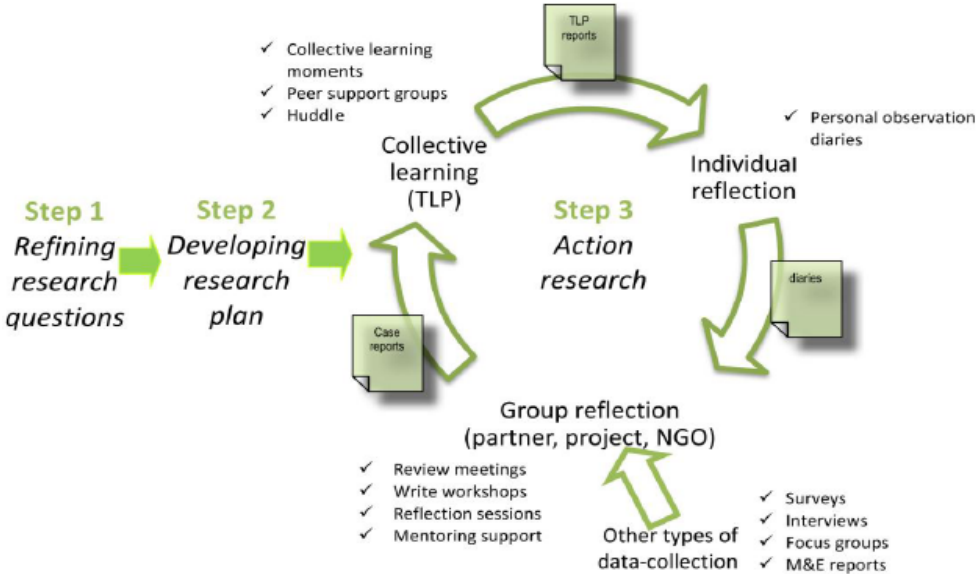 TLP
reports
✓ Collective learning
moments
✓ Peer support groups
✓ Huddle
✓ Personal observation
diaries
Collective
learning
(TLP)
Individual
reflection
Step 1
Refining
research
questions
Step 2
Developing
research
plan
Step 3
Action
research
diaries
Case
reports
Group reflection
(partner, project, NGO)
✓ Review meetings
✓ Write workshops
✓ Reflection sessions
✓ Mentoring support
Other types of
data-collection
✓ Surveys
✓ Interviews
✓ Focus groups
✓ M&E reports